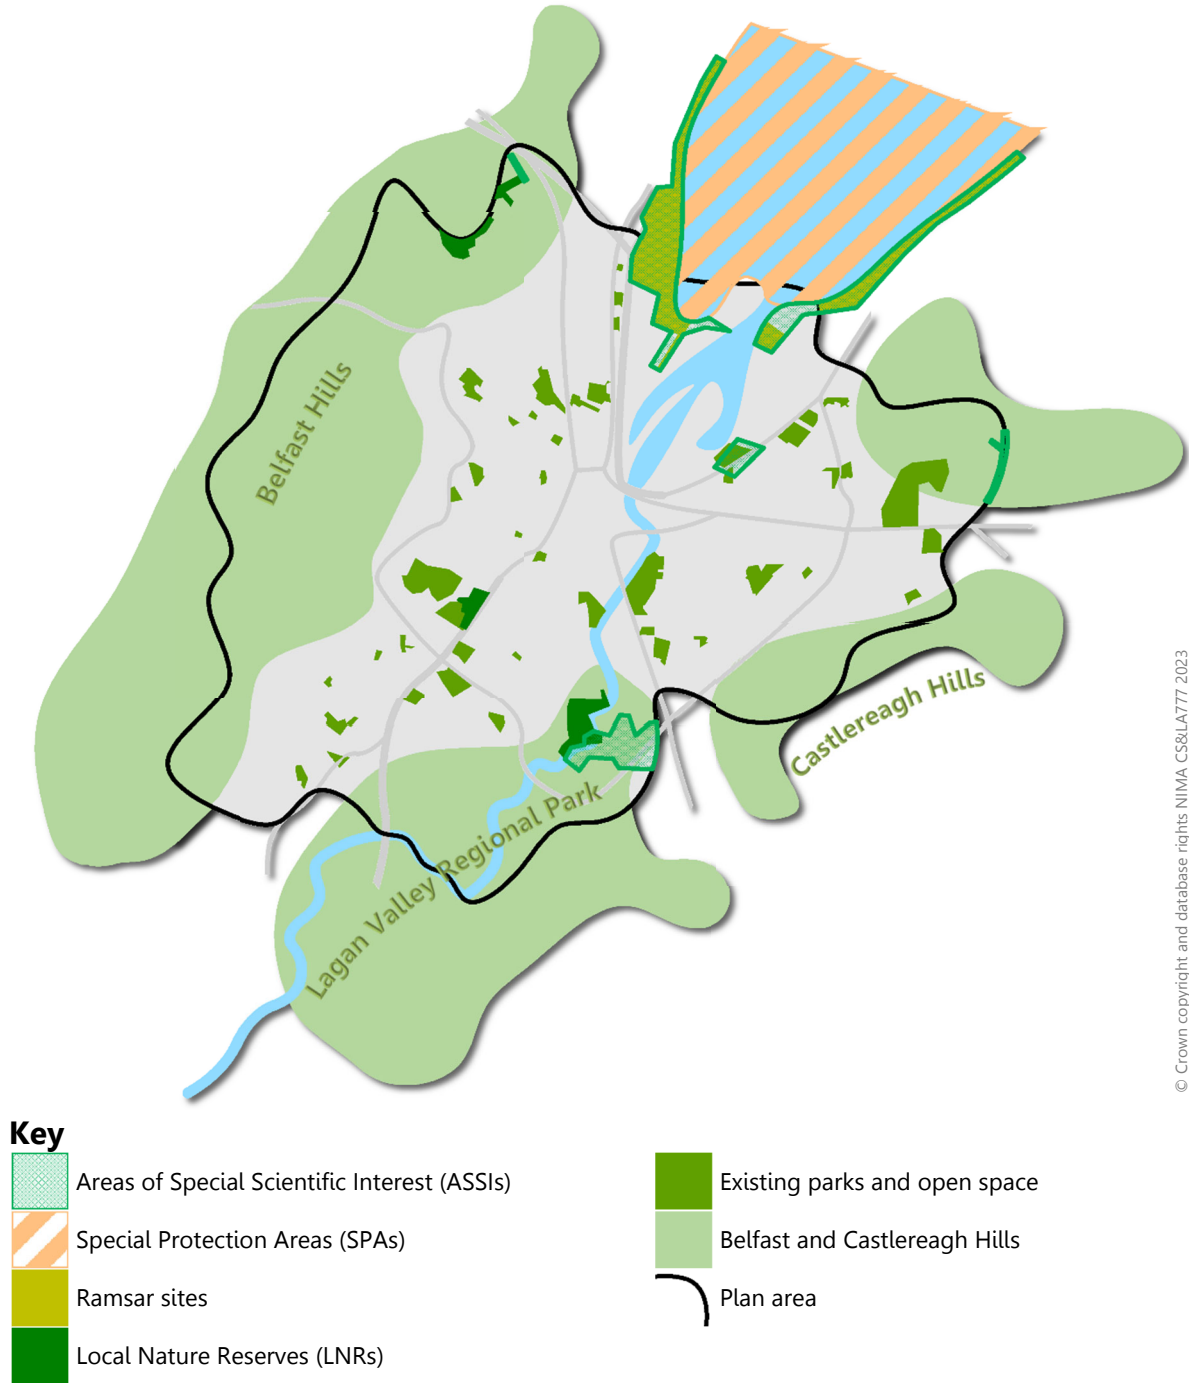 Belfast Hills
Castlereagh Hills
Lagan Valley Regional Park
© Crown copyright and database rights NIMA CS&LA777 2023
Key
Areas of Special Scientific Interest (ASSIs)
Special Protection Areas (SPAs)
Ramsar sites
Local Nature Reserves (LNRs)
Existing parks and open space
Belfast and Castlereagh Hills
Plan area